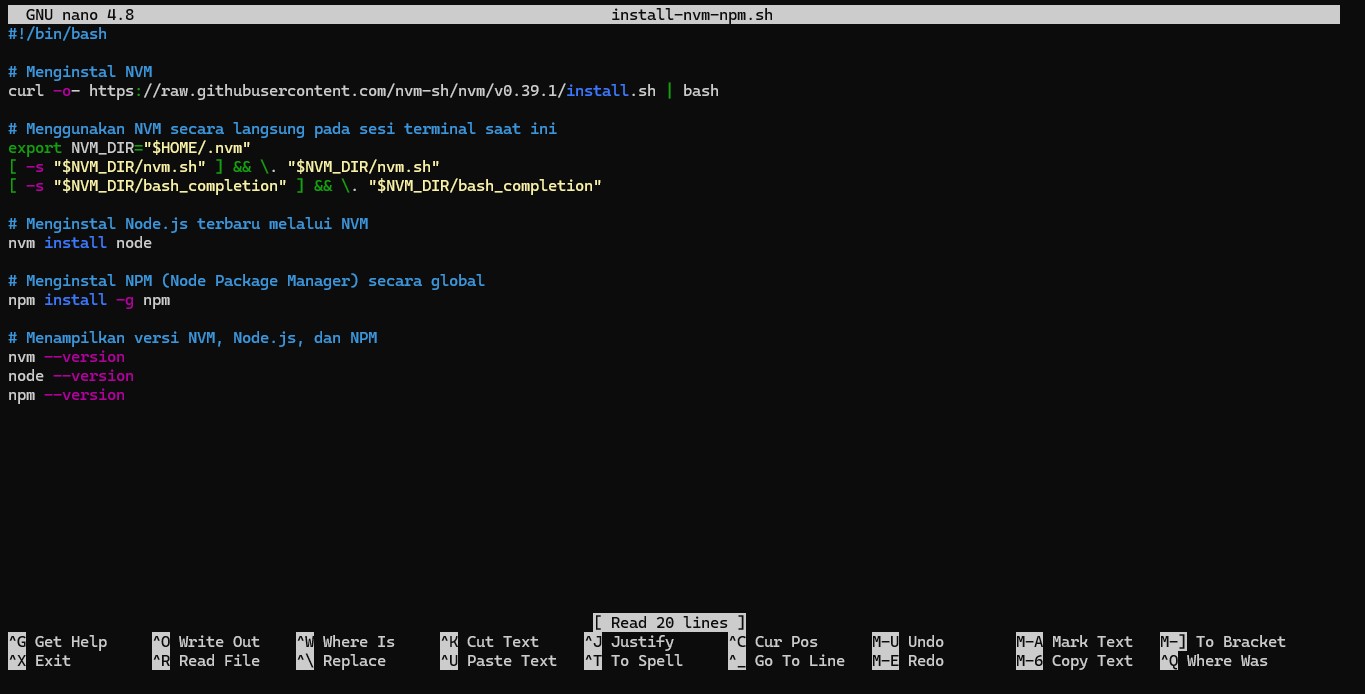 GNU nano 4.8 install-nvm-npm.sh
#!/bin/bash
# Menginstal NVM
curl -o- https://raw.githubusercontent.com/nvm-sh/nvm/v0.39.1/install.sh | bash
# Menggunakan NVM secara langsung pada sesi terminal saat ini
export NVM_DIR="$HOME/.nvm"
[ -s "$NVM_DIR/nvm.sh" ] && \. "$NVM_DIR/nvm.sh"
[ -s "$NVM_DIR/bash_completion" ] && \. "$NVM_DIR/bash_completion"
# Menginstal Node.js terbaru melalui NVM
nvm install node
# Menginstal NPM (Node Package Manager) secara global
npm install -g npm
# Menampilkan versi NVM, Node.js, dan NPM
nvm --version
node --version
npm --version
[ Read 20 lines ]
^G Get Help ^O Write Out ^W Where Is ^K Cut Text ^J Justify ^C Cur Pos M-U Undo M-A Mark Text M-] To Bracket
^X Exit ^R Read File ^\ Replace ^U Paste Text ^T To Spell ^_ Go To Line M-E Redo M-6 Copy Text ^Q Where Was